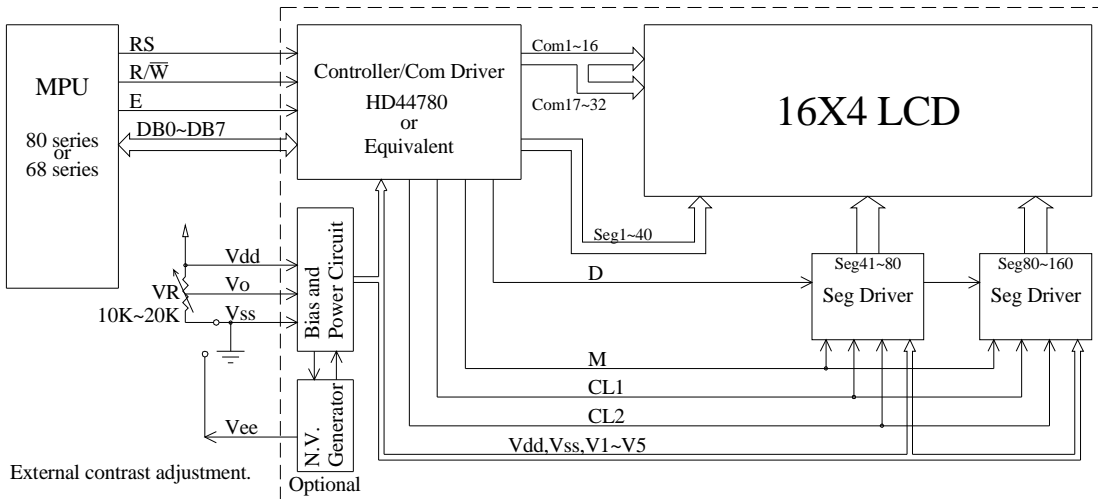 MPU
80 series
or
68 series
RS
R/W̅
E
DB0~DB7
Controller/Com Driver
HD44780
or
Equivalent
Com1~16
Com17~32
16X4 LCD
Seg1~40
Seg41~80
Seg Driver
Seg80~160
Seg Driver
D
M
CL1
CL2
Vdd,Vss,V1~V5
Vdd
Vo
Vss
VR
10K~20K
Bias and
Power Circuit
N.V.
Generator
Optional
Vee
External contrast adjustment.